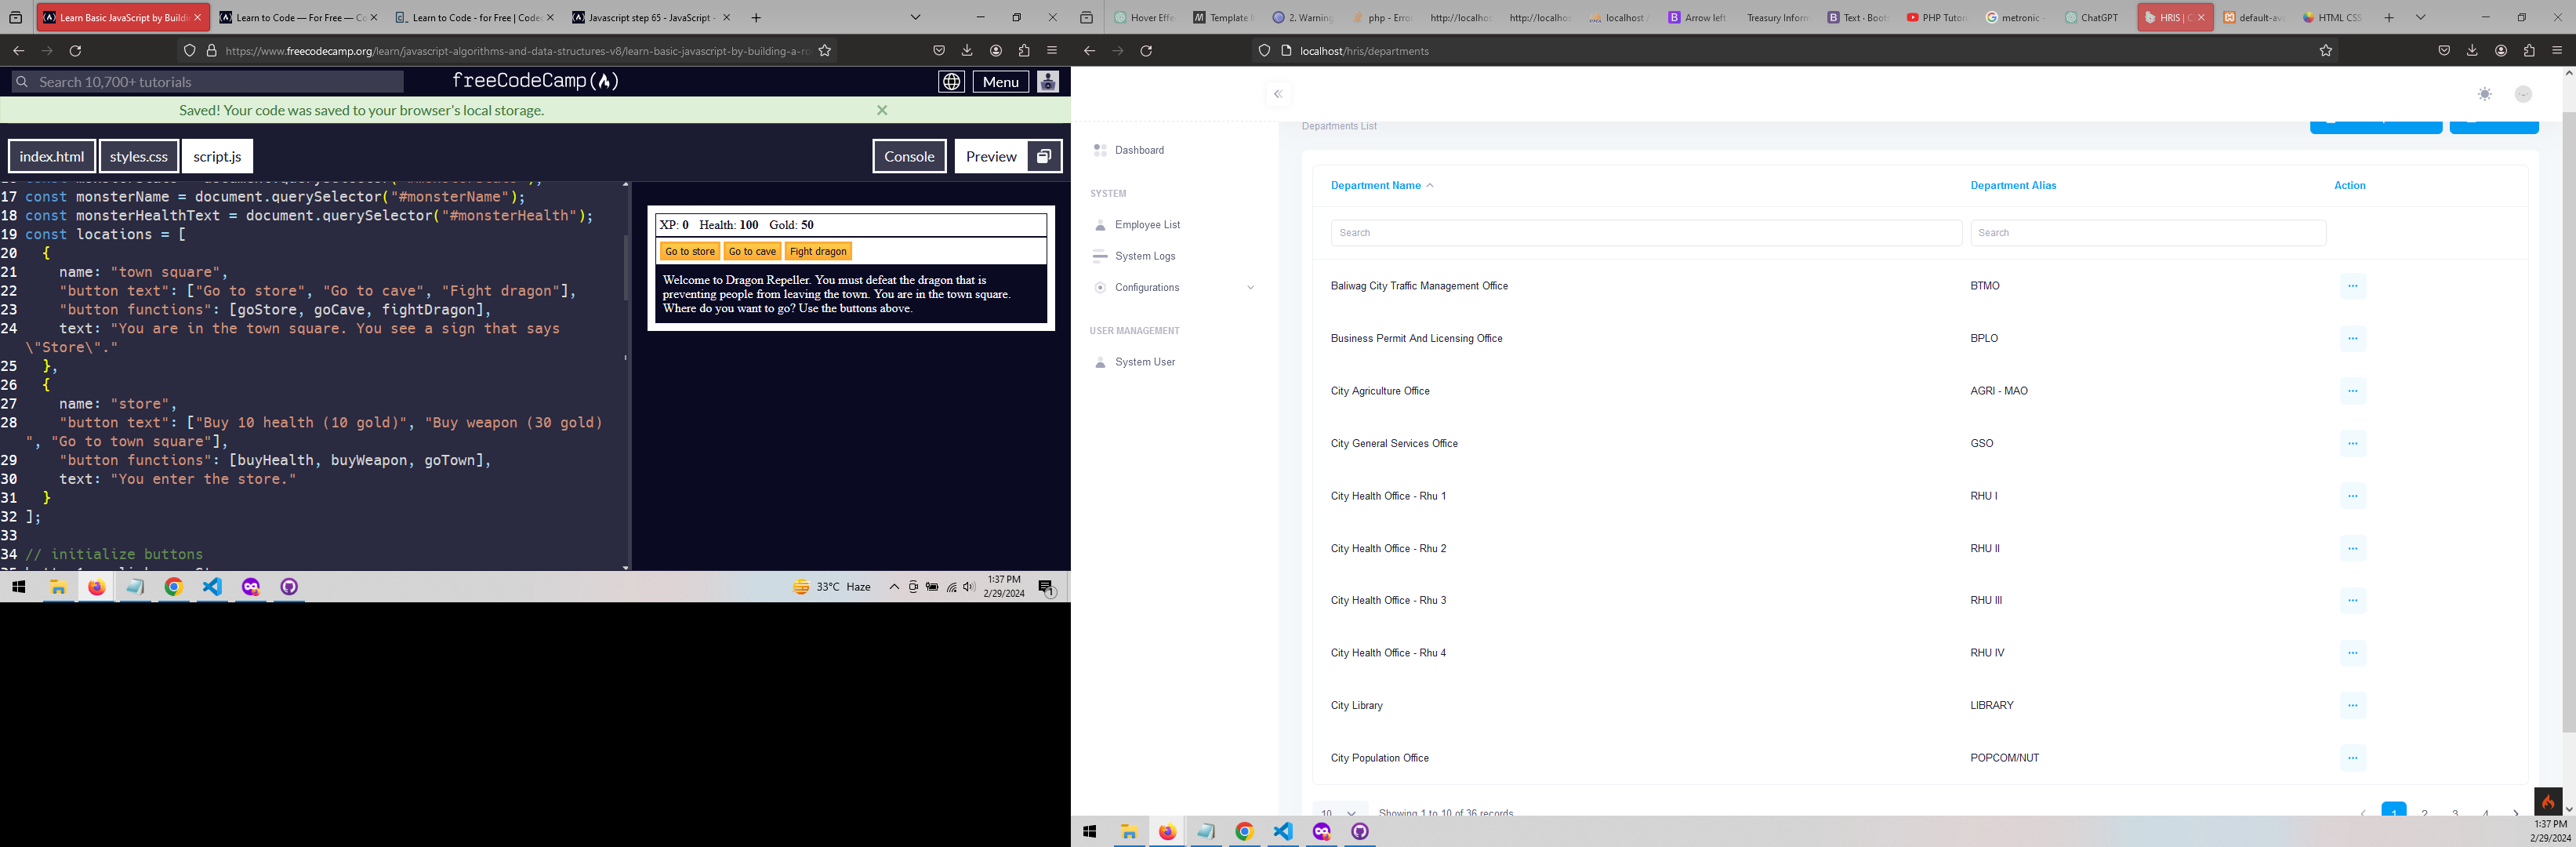 Learn Basic JavaScript by Buildi
Learn to Code — For Free — Co
Learn to Code - for Free | Codec
Javascript step 65 - JavaScript -
https://www.freecodecamp.org/learn/javascript-algorithms-and-data-structures-v8/learn-basic-javascript-by-building-a-ro
Search 10,700+ tutorials
freeCodeCamp
Menu
Saved! Your code was saved to your browser's local storage.
index.html
styles.css
script.js
Console
Preview
17 const monsterName = document.querySelector("#monsterName");
18 const monsterHealthText = document.querySelector("#monsterHealth");
19 const locations = [
20 {
21 name: "town square",
22 "button text": ["Go to store", "Go to cave", "Fight dragon"],
23 "button functions": [goStore, goCave, fightDragon],
24 text: "You are in the town square. You see a sign that says
\"Store\"."
25 },
26 {
27 name: "store",
28 "button text": ["Buy 10 health (10 gold)", "Buy weapon (30 gold)
", "Go to town square"],
29 "button functions": [buyHealth, buyWeapon, goTown],
30 text: "You enter the store."
31 }
32 ];
33
34 // initialize buttons
XP: 0 Health: 100 Gold: 50
Go to store
Go to cave
Fight dragon
Welcome to Dragon Repeller. You must defeat the dragon that is
preventing people from leaving the town. You are in the town square.
Where do you want to go? Use the buttons above.
33°C Haze
1:37 PM
2/29/2024
Hover Effe
Template
2. Warning
php - Erro
http://localhos
http://localhos
localhost /
Arrow left
Treasury Inform
Text · Boots
PHP Tutor
metronic -
ChatGPT
HRIS | C
default-av
HTML CSS
localhost/hris/departments
Dashboard
SYSTEM
Employee List
System Logs
Configurations
USER MANAGEMENT
System User
Departments List
Department Name
Department Alias
Action
Search
Search
Baliwag City Traffic Management Office
BTMO
Business Permit And Licensing Office
BPLO
City Agriculture Office
AGRI - MAO
City General Services Office
GSO
City Health Office - Rhu 1
RHU I
City Health Office - Rhu 2
RHU II
City Health Office - Rhu 3
RHU III
City Health Office - Rhu 4
RHU IV
City Library
LIBRARY
City Population Office
POPCOM/NUT
10
Showing 1 to 10 of 36 records
1 2 3 4
1:37 PM
2/29/2024